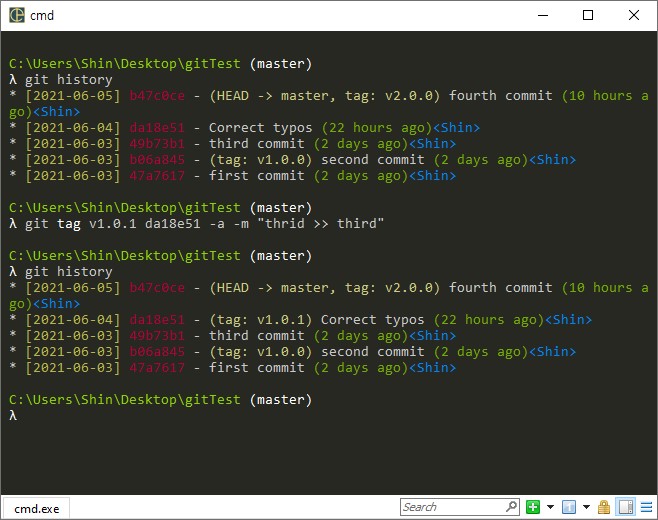 cmd
C:\Users\Shin\Desktop\gitTest (master)
λ git history
* [2021-06-05] b47c0ce - (HEAD -> master, tag: v2.0.0) fourth commit (10 hours a
go)<Shin>
* [2021-06-04] da18e51 - Correct typos (22 hours ago)<Shin>
* [2021-06-03] 49b73b1 - third commit (2 days ago)<Shin>
* [2021-06-03] b06a845 - (tag: v1.0.0) second commit (2 days ago)<Shin>
* [2021-06-03] 47a7617 - first commit (2 days ago)<Shin>
C:\Users\Shin\Desktop\gitTest (master)
λ git tag v1.0.1 da18e51 -a -m "thrid >> third"
C:\Users\Shin\Desktop\gitTest (master)
λ git history
* [2021-06-05] b47c0ce - (HEAD -> master, tag: v2.0.0) fourth commit (10 hours a
go)<Shin>
* [2021-06-04] da18e51 - (tag: v1.0.1) Correct typos (22 hours ago)<Shin>
* [2021-06-03] 49b73b1 - third commit (2 days ago)<Shin>
* [2021-06-03] b06a845 - (tag: v1.0.0) second commit (2 days ago)<Shin>
* [2021-06-03] 47a7617 - first commit (2 days ago)<Shin>
C:\Users\Shin\Desktop\gitTest (master)
λ
cmd.exe
Search